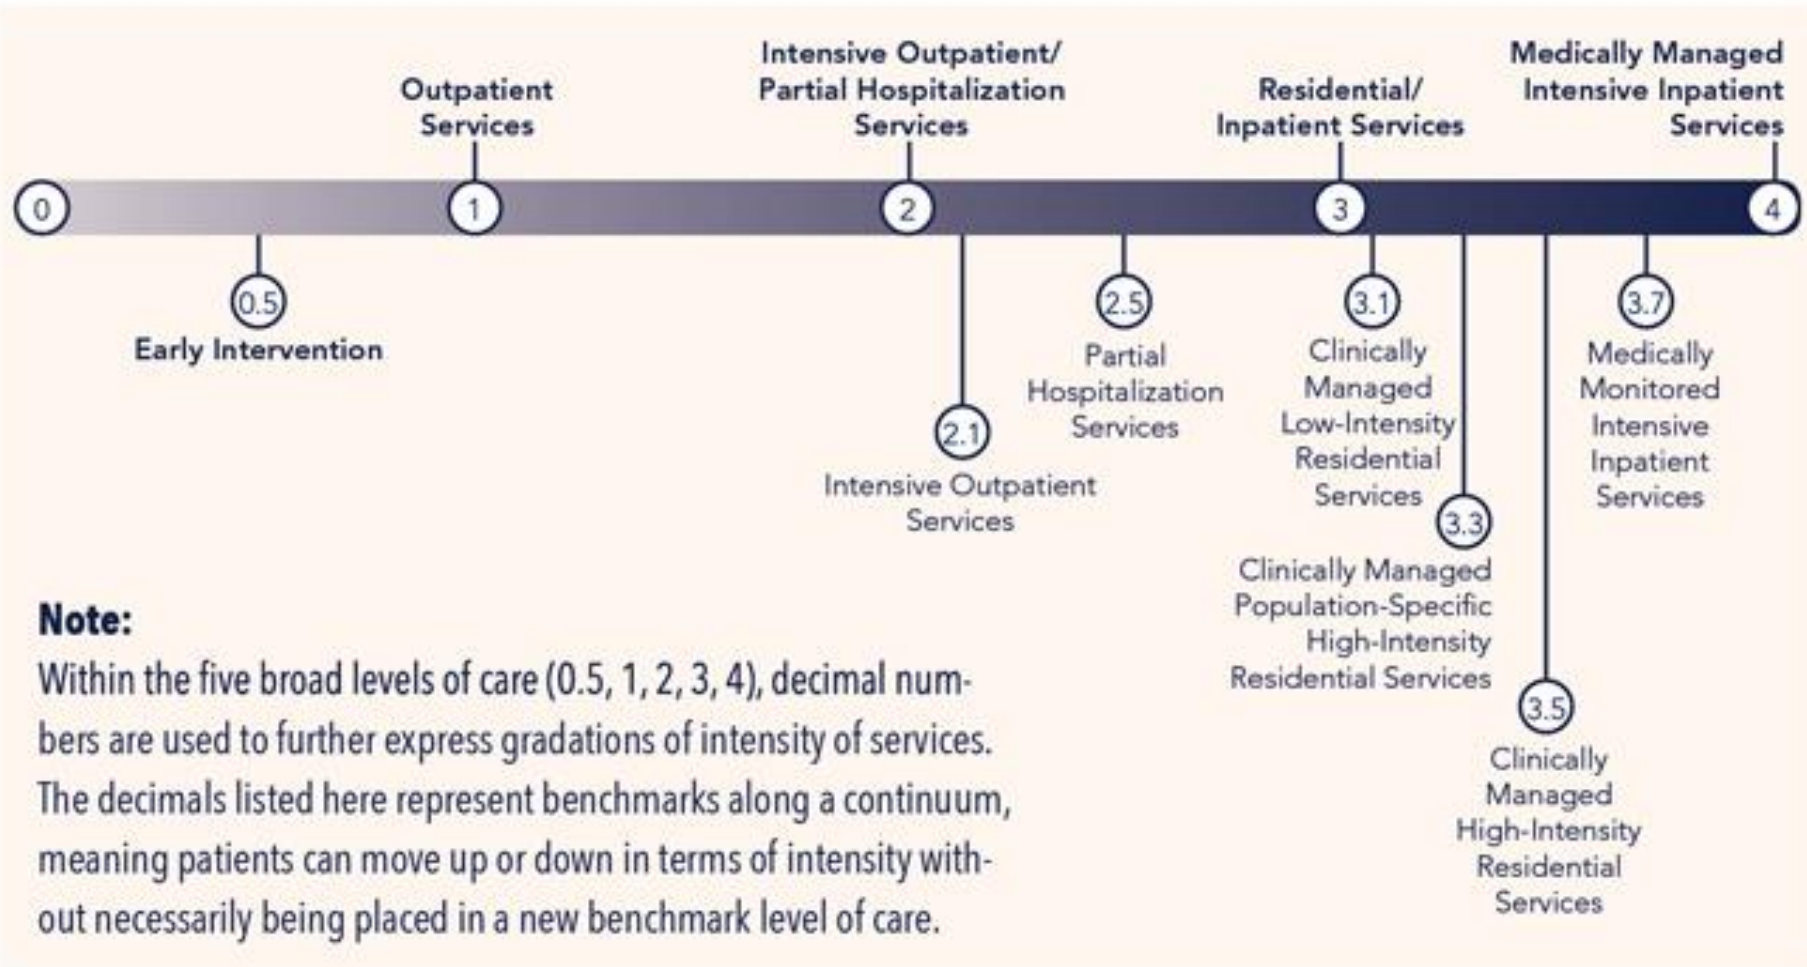 Outpatient
Services
Intensive Outpatient/
Partial Hospitalization
Services
Residential/
Inpatient Services
Medically Managed
Intensive Inpatient
Services
0
1
2
3
4
0.5
Early Intervention
2.1
Intensive Outpatient
Services
2.5
Partial
Hospitalization
Services
3.1
Clinically
Managed
Low-Intensity
Residential
Services
3.3
Clinically Managed
Population-Specific
High-Intensity
Residential Services
3.5
Clinically
Managed
High-Intensity
Residential
Services
3.7
Medically
Monitored
Intensive
Inpatient
Services
Note:
Within the five broad levels of care (0.5, 1, 2, 3, 4), decimal num-
bers are used to further express gradations of intensity of services.
The decimals listed here represent benchmarks along a continuum,
meaning patients can move up or down in terms of intensity with-
out necessarily being placed in a new benchmark level of care.